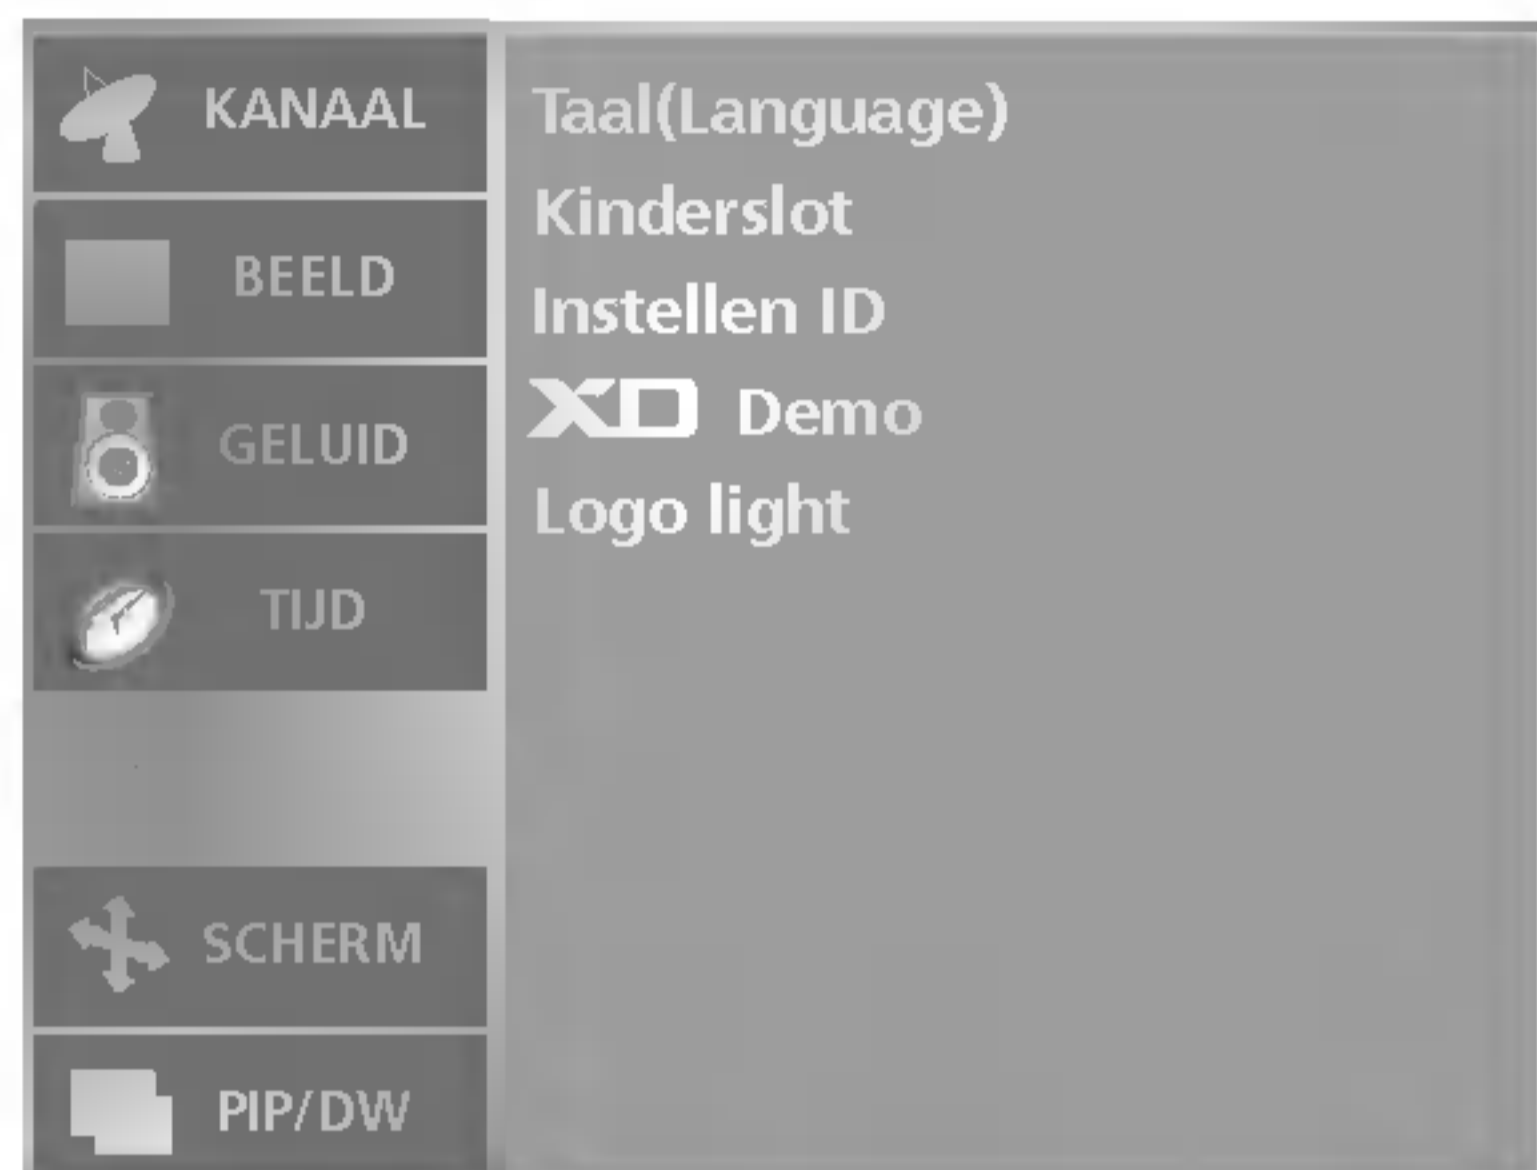 KANAAL
BEELD
GELUID
TIJD
SCHERM
PIP/DW
Taal(Language)
Kinderslot
Instellen ID
XD Demo
Logo light